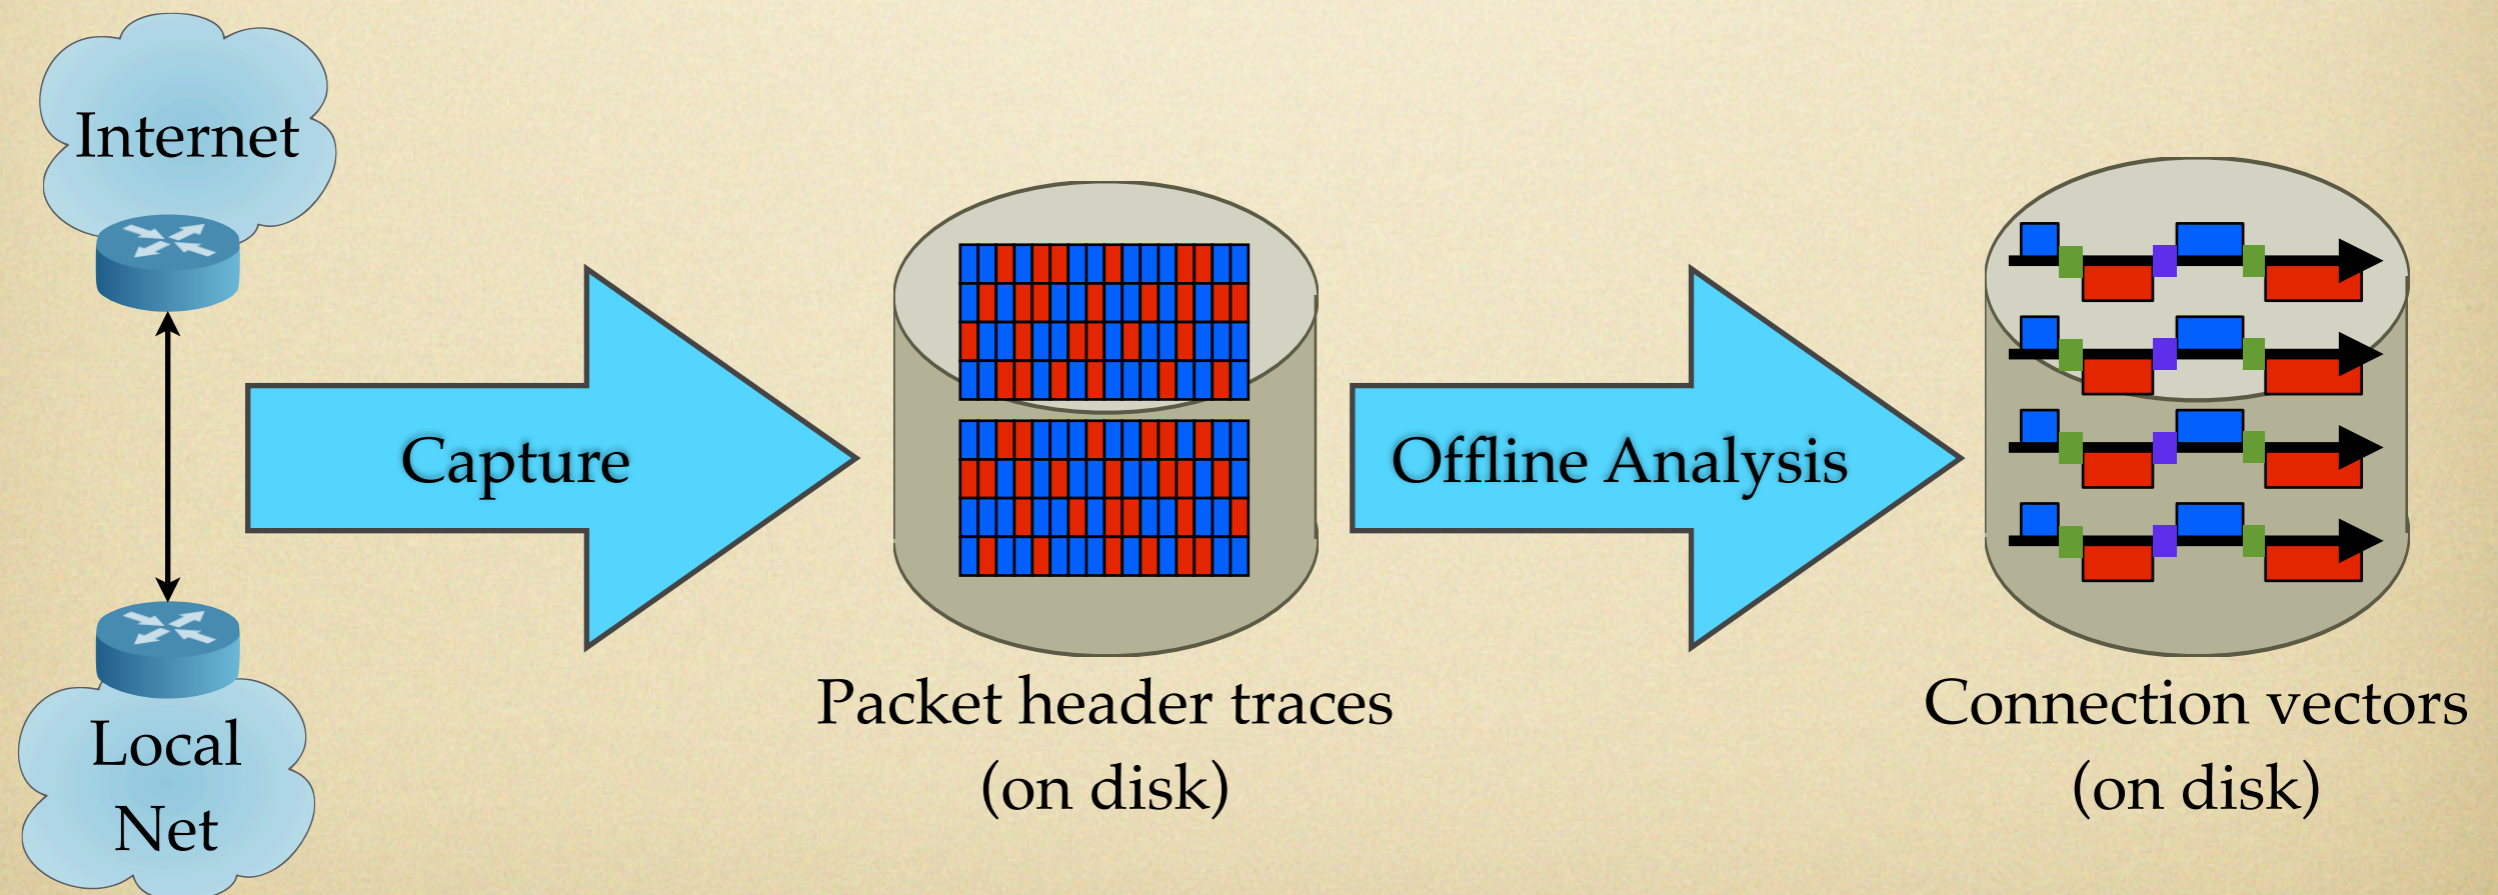 Internet
Capture
Offline Analysis
Packet header traces
(on disk)
Connection vectors
(on disk)
Local
Net